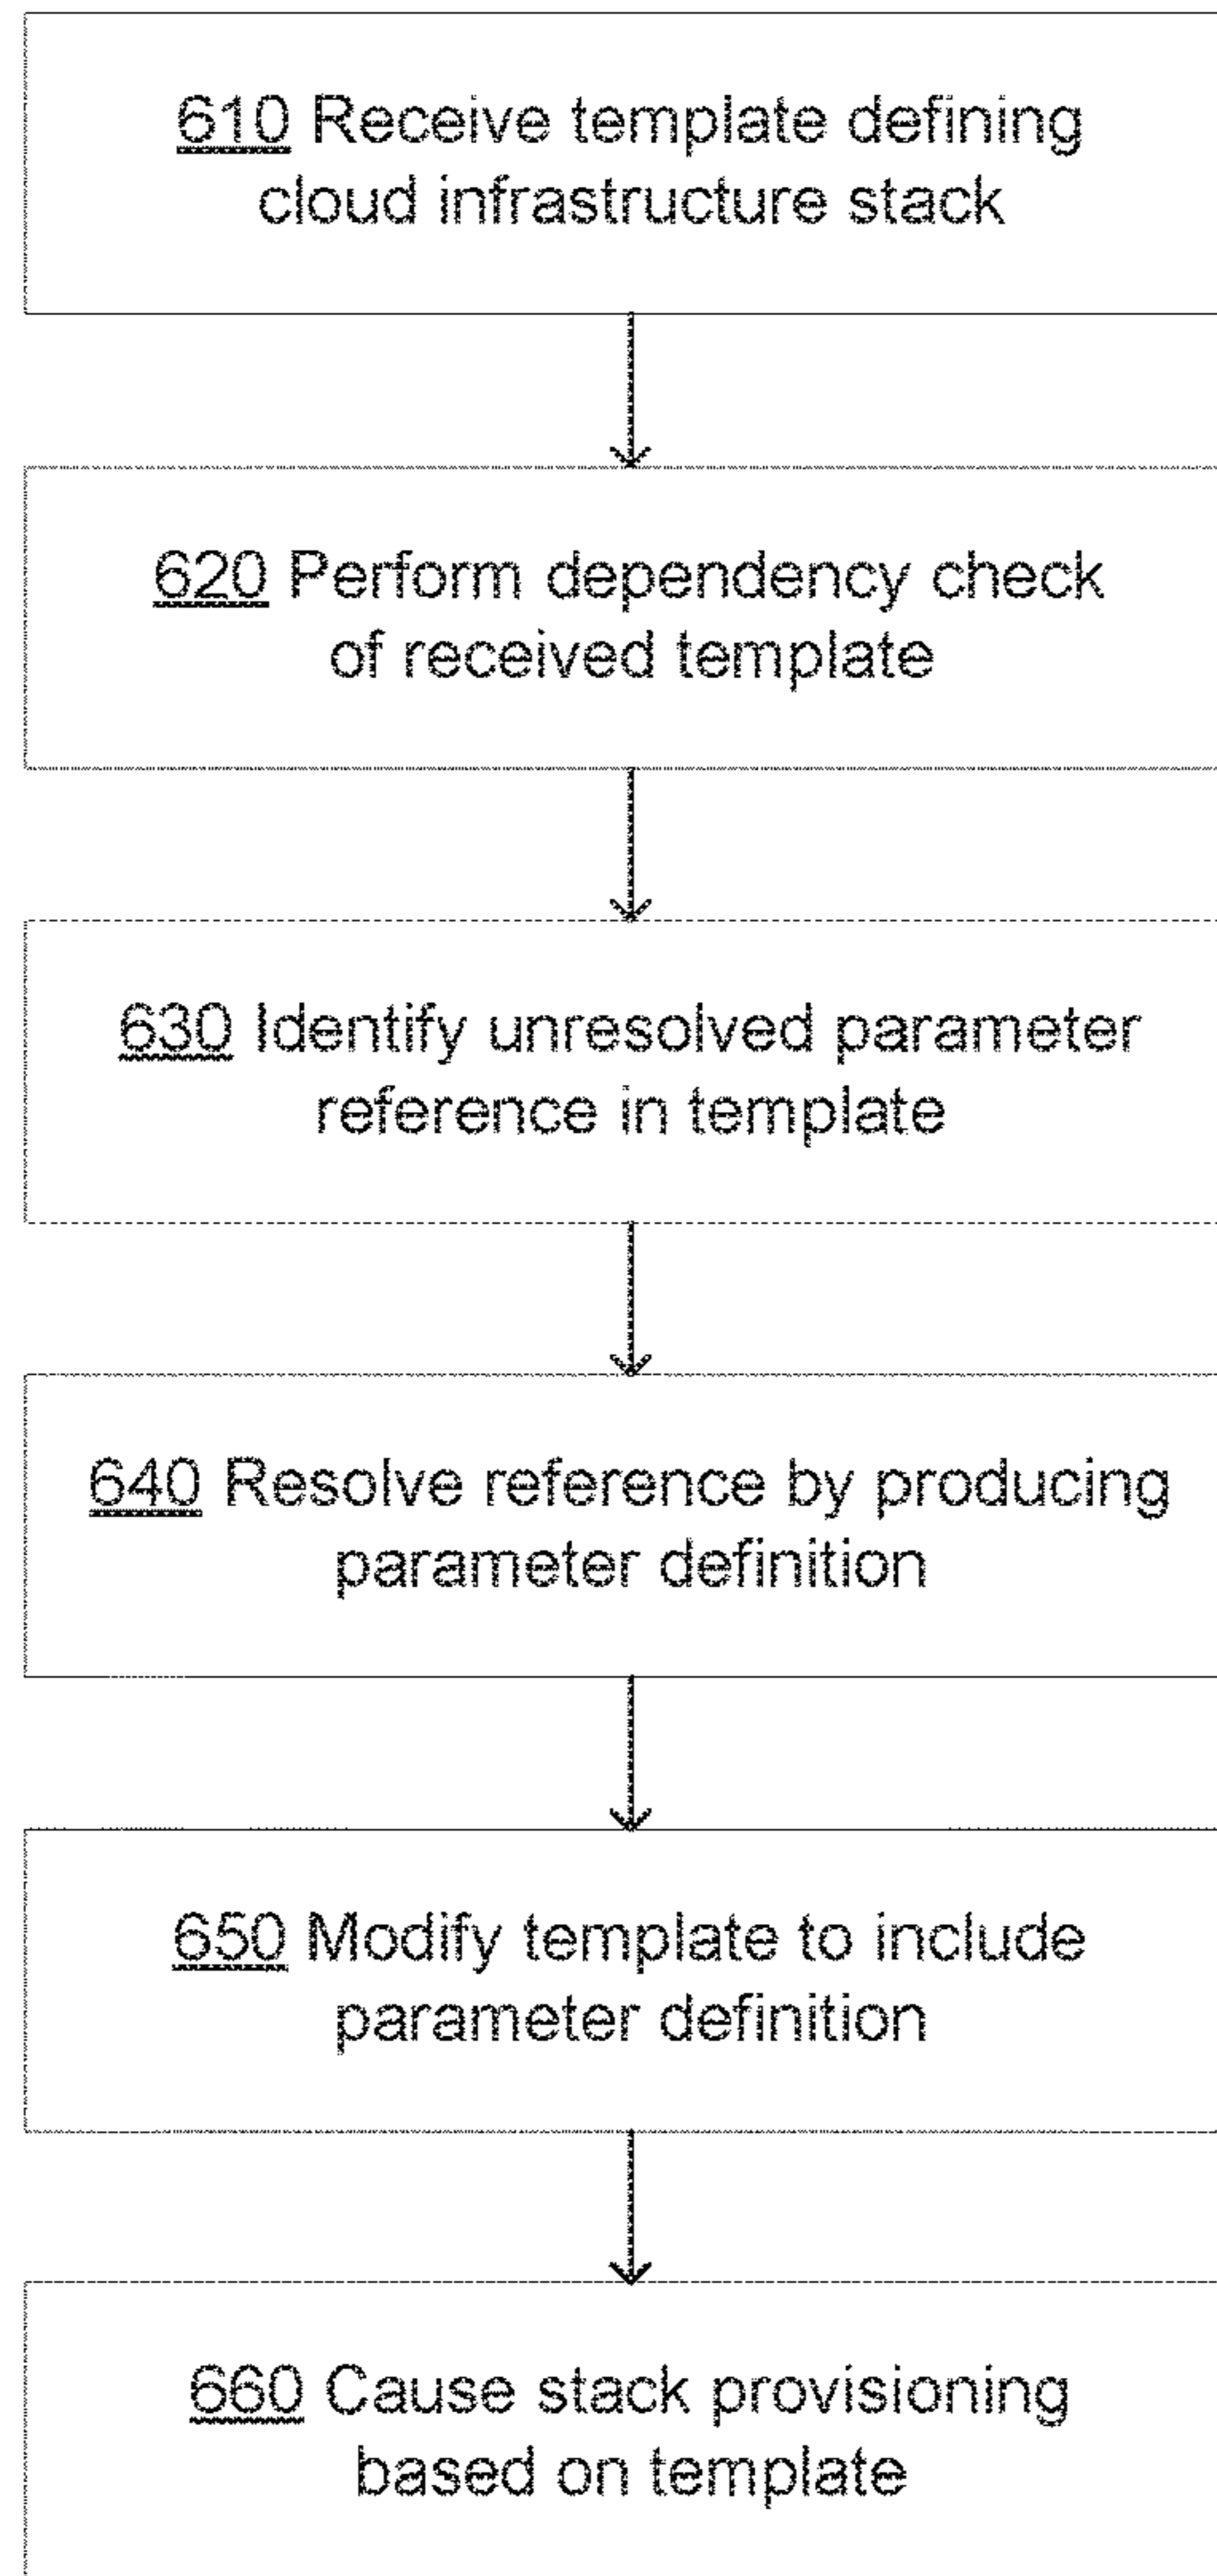 610 Receive template defining
cloud infrastructure stack
620 Perform dependency check
of received template
630 Identify unresolved parameter
reference in template
640 Resolve reference by producing
parameter definition
650 Modify template to include
parameter definition
660 Cause stack provisioning
based on template